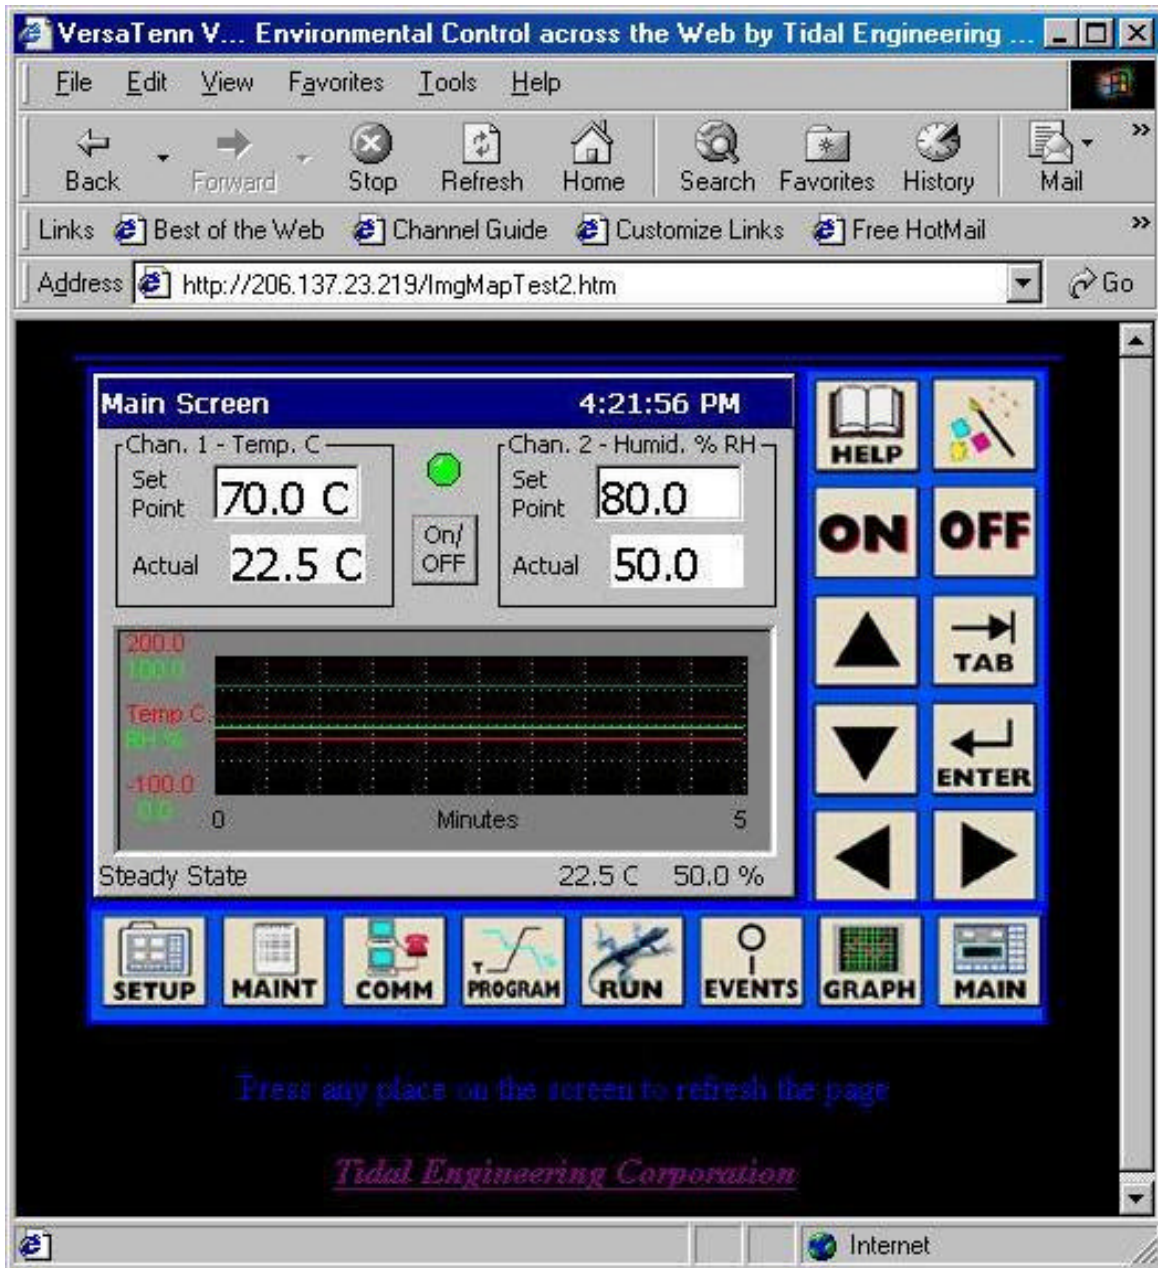 VersaTenn V... Environmental Control across the Web by Tidal Engineering ...
File Edit View Favorites Tools Help
Back Forward Stop Refresh Home Search Favorites History Mail »
Links Best of the Web Channel Guide Customize Links Free HotMail »
Address http://206.137.23.219/ImgMapTest2.htm Go
Main Screen 4:21:56 PM
Chan. 1 - Temp. C
Set
Point 70.0 C
Actual 22.5 C
On/
OFF
Chan. 2 - Humid. % RH
Set
Point 80.0
Actual 50.0
200.0
100.0
Temp C.
RH %
-100.0
0.0
0 Minutes 5
Steady State 22.5 C 50.0 %
HELP
ON OFF
TAB
ENTER
SETUP MAINT COMM T PROGRAM RUN EVENTS GRAPH MAIN
Press any place on the screen to refresh the page
Tidal Engineering Corporation
Internet